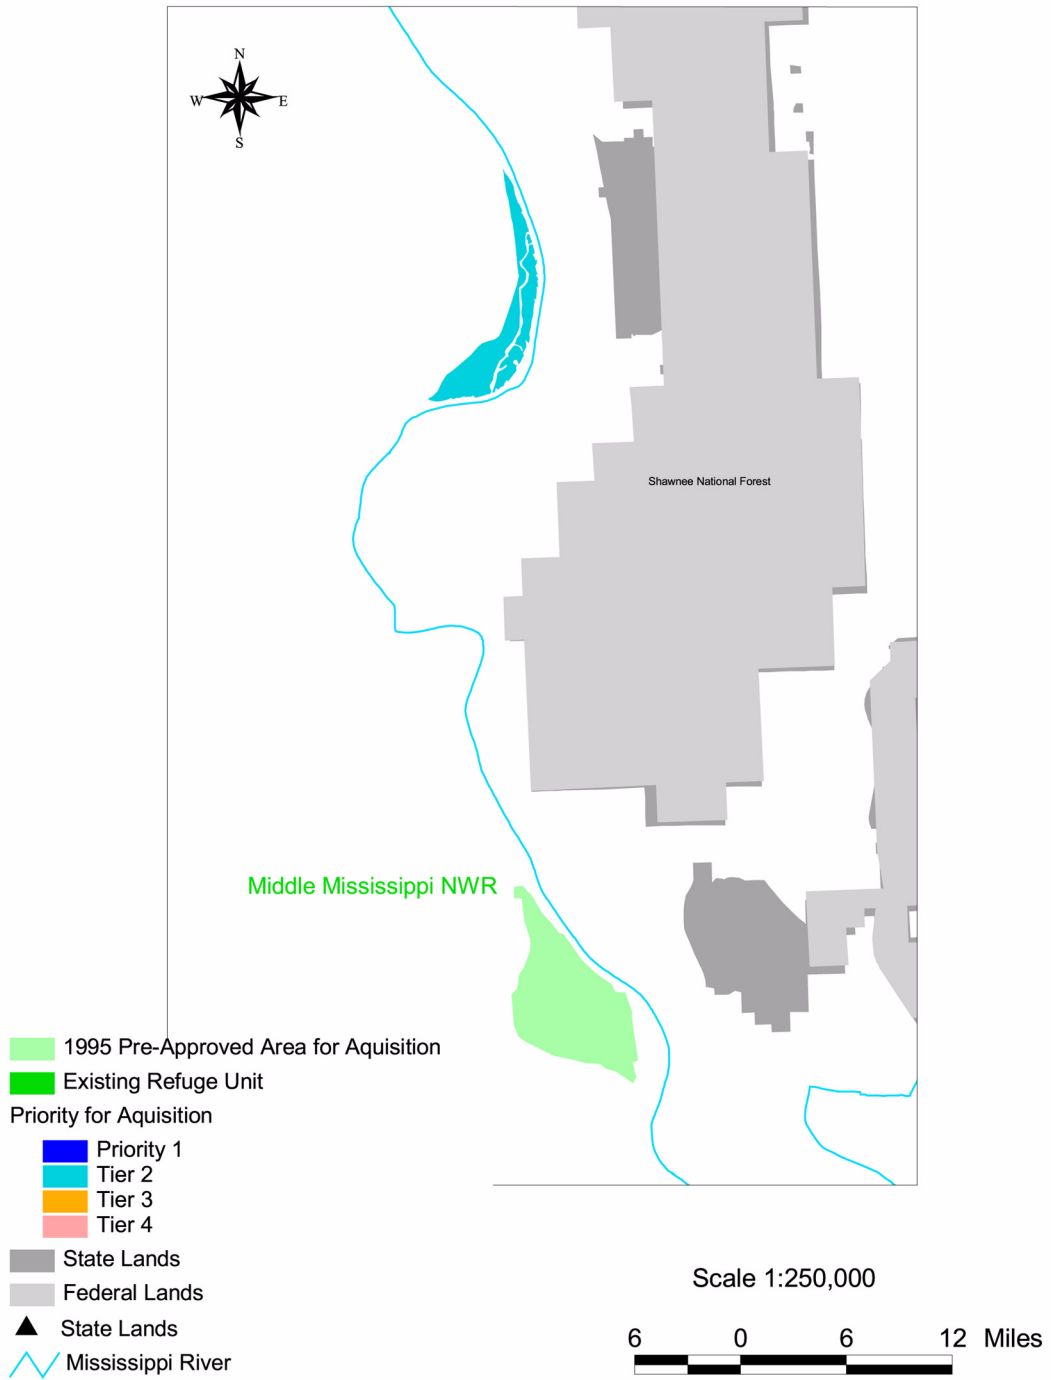 N
W E
S
Shawnee National Forest
Middle Mississippi NWR
1995 Pre-Approved Area for Aquisition
Existing Refuge Unit
Priority for Aquisition
Priority 1
Tier 2
Tier 3
Tier 4
State Lands
Federal Lands
State Lands
Mississippi River
Scale 1:250,000
6 0 6 12 Miles